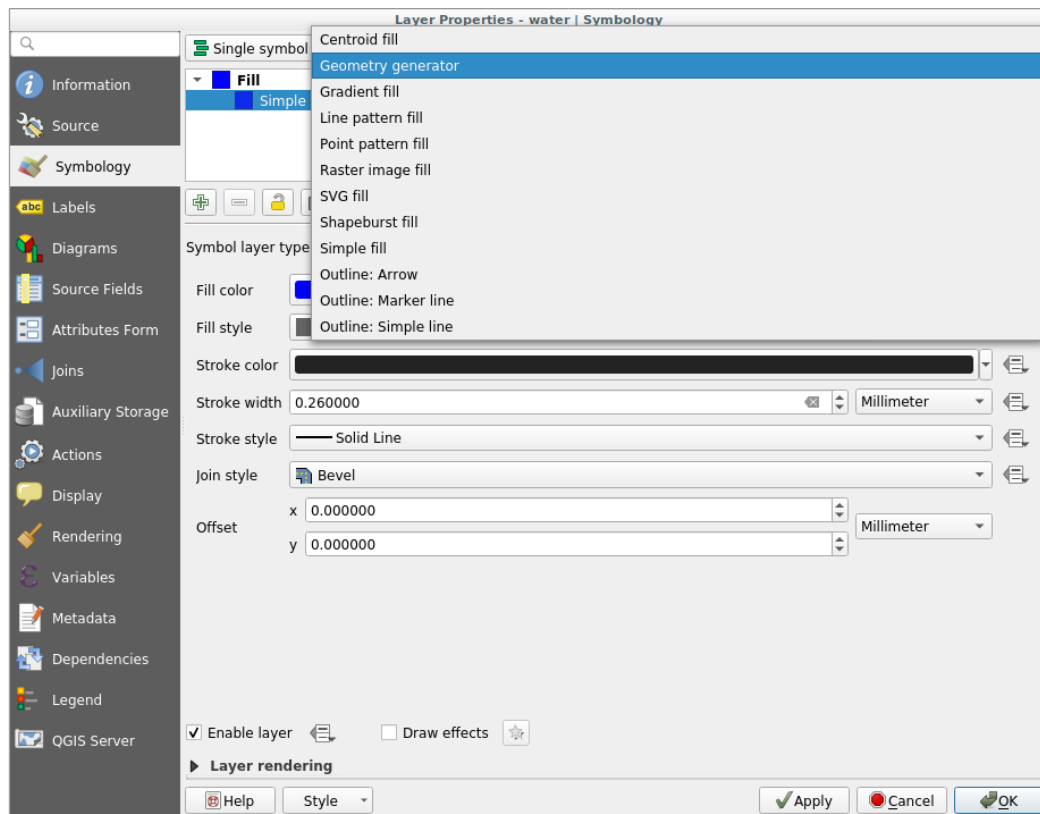 Layer Properties - water | Symbology
Information
Source
Symbology
abc Labels
Diagrams
Source Fields
Attributes Form
Joins
Auxiliary Storage
Actions
Display
Rendering
Variables
Metadata
Dependencies
Legend
QGIS Server
Single symbol
Fill
Simple
Centroid fill
Geometry generator
Gradient fill
Line pattern fill
Point pattern fill
Raster image fill
SVG fill
Shapeburst fill
Simple fill
Outline: Arrow
Outline: Marker line
Outline: Simple line
Symbol layer type
Fill color
Fill style
Stroke color
Stroke width 0.260000 Millimeter
Stroke style Solid Line
Join style Bevel
Offset x 0.000000 Millimeter
y 0.000000
Enable layer Draw effects
Layer rendering
Help Style Apply Cancel OK